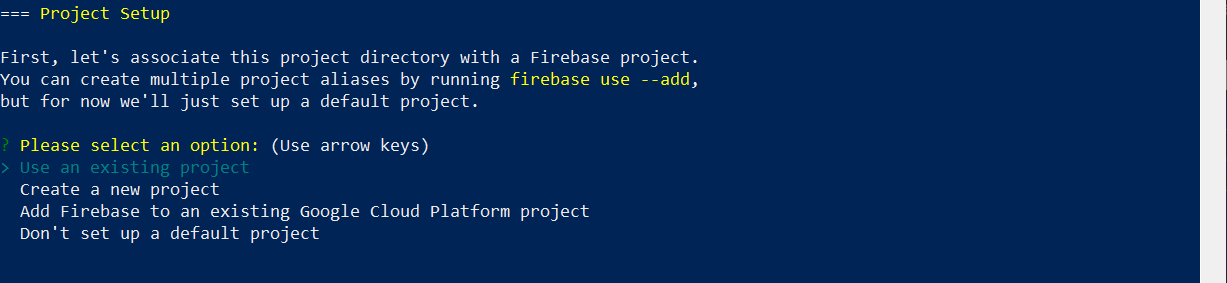 === Project Setup
First, let's associate this project directory with a Firebase project.
You can create multiple project aliases by running firebase use --add,
but for now we'll just set up a default project.
? Please select an option: (Use arrow keys)
> Use an existing project
Create a new project
Add Firebase to an existing Google Cloud Platform project
Don't set up a default project